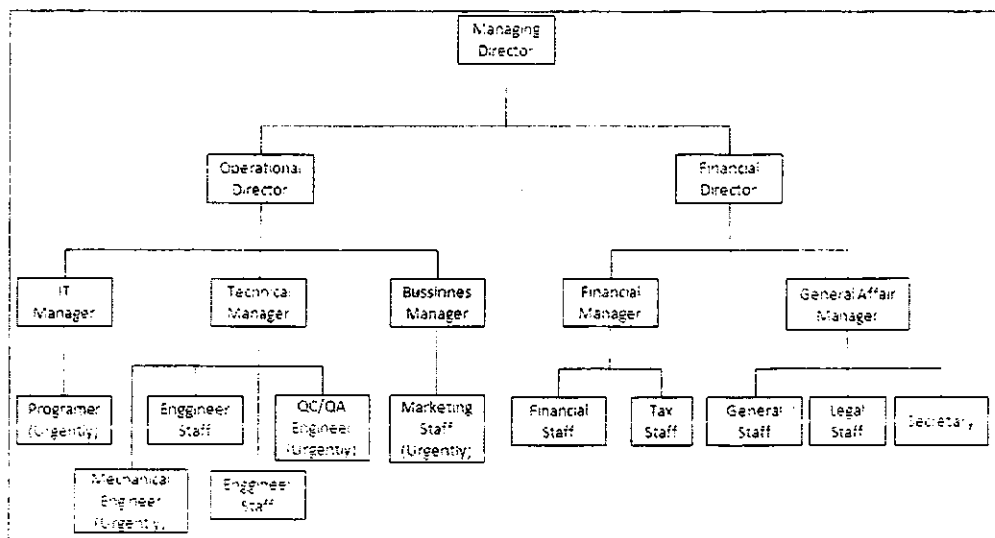 Managing
Director
Operational
Director
Financial
Director
IT
Manager
Technical
Manager
Bussinnes
Manager
Financial
Manager
General Affair
Manager
Programer
(Urgently)
Enggineer
Staff
QC/QA
Engineer
(Urgently)
Marketing
Staff
(Urgently)
Financial
Staff
Tax
Staff
General
Staff
Legal
Staff
Secretary
Mechanical
Engineer
(Urgently)
Enggineer
Staff